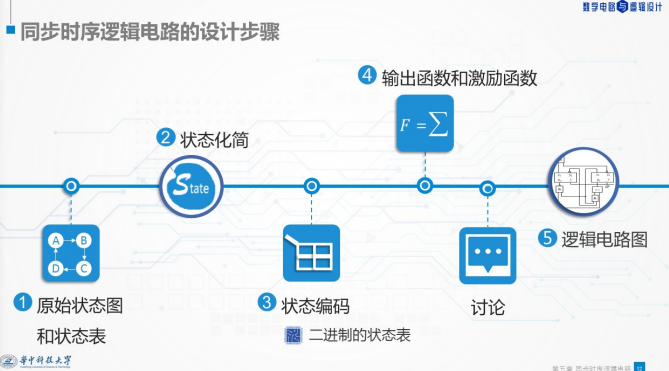 数字电路与逻辑设计
同步时序逻辑电路的设计步骤
4 输出函数和激励函数
F = ∑
2 状态化简
State
A B
D C
5 逻辑电路图
1 原始状态图
和状态表
3 状态编码
二进制的状态表
讨论
华中科技大学
第五章 同步时序逻辑电路 12